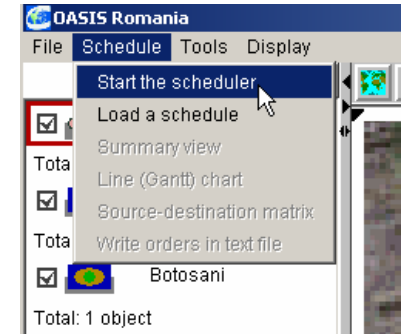 OASIS Romania
File Schedule Tools Display
Start the scheduler
Load a schedule
Summary view
Tota
Line (Gantt) chart
Source-destination matrix
Tota
Write orders in text file
Botosani
Total: 1 object